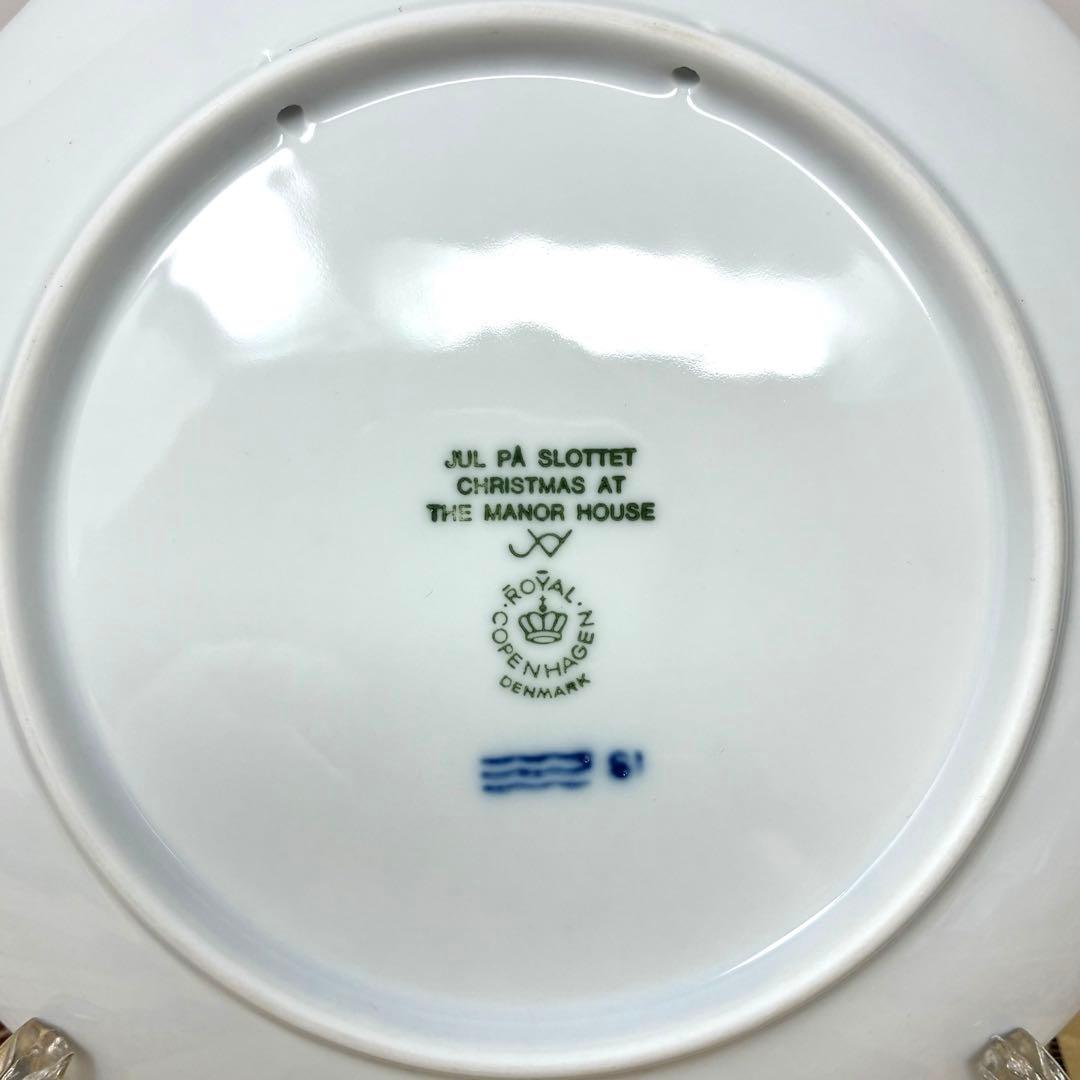 JUL PÅ SLOTTET
CHRISTMAS AT
THE MANOR HOUSE
ROYAL
COPENHAGEN
DENMARK